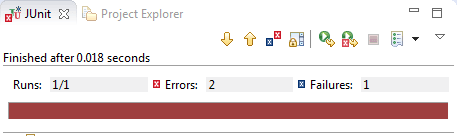 JUnit Project Explorer
Finished after 0.018 seconds
Runs: 1/1 Errors: 2 Failures: 1